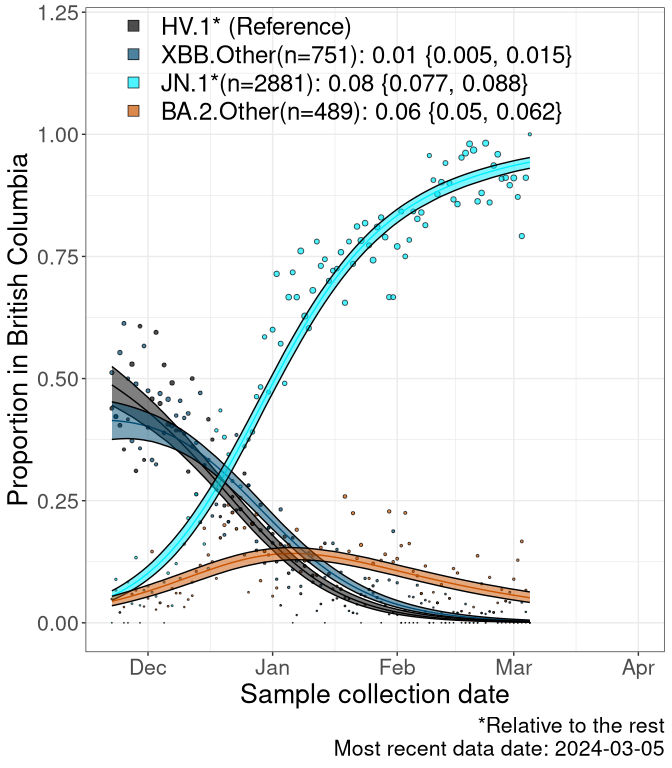 HV.1* (Reference)
XBB.Other(n=751): 0.01 {0.005, 0.015}
JN.1*(n=2881): 0.08 {0.077, 0.088}
BA.2.Other(n=489): 0.06 {0.05, 0.062}
1.25
1.00
0.75
0.50
0.25
0.00
Proportion in British Columbia
Dec Jan Feb Mar Apr
Sample collection date
*Relative to the rest
Most recent data date: 2024-03-05